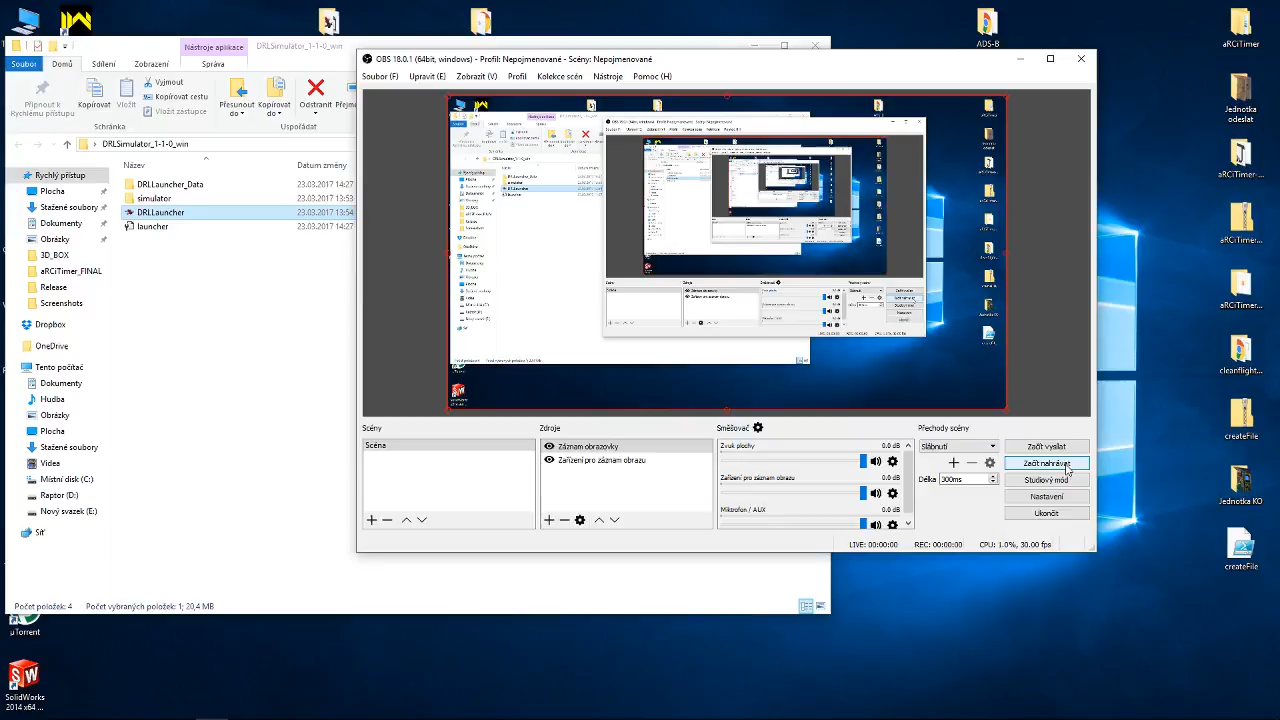 DRLSimulator_1-1-0_win
Nástroje aplikace
Soubor
Domů
Sdílení
Zobrazení
Správa
Připnout k
Rychlému přístupu
Kopírovat
Vložit
Vyjmout
Kopírovat cestu
Vložit zástupce
Schránka
Přesunout
do
Kopírovat
do
Odstranit
Uspořádat
DRLSimulator_1-1-0_win
Název
Datum změny
DRLLauncher_Data
23.03.2017 14:27
simulator
23.03.2017 13:53
DRLLauncher
23.03.2017 13:54
launcher
23.03.2017 14:27
Rychlý přístup
Plocha
Stažené soubory
Dokumenty
Obrázky
3D_BOX
aRCiTimer_FINAL
Release
Screenshots
Dropbox
OneDrive
Tento počítač
Dokumenty
Hudba
Obrázky
Plocha
Stažené soubory
Videa
Místní disk (C:)
Raptor (D:)
Nový svazek (E:)
Síť
Počet položek: 4
Počet vybraných položek: 1; 20,4 MB
OBS 18.0.1 (64bit, windows) - Profil: Nepojmenované - Scény: Nepojmenované
Soubor (F)
Upravit (E)
Zobrazit (V)
Profil
Kolekce scén
Nástroje
Pomoc (H)
Scény
Scéna
Zdroje
Záznam obrazovky
Zařízení pro záznam obrazu
Směšovač
Zvuk plochy
0.0 dB
Zařízení pro záznam obrazu
0.0 dB
Mikrofon / AUX
0.0 dB
Přechody scény
Slábnutí
Délka
300ms
Začít vysílat
Začít nahrávat
Studiový mód
Nastavení
Ukončit
LIVE: 00:00:00
REC: 00:00:00
CPU: 1.0%, 30.00 fps
ADS-B
aRCiTimer
Jednotka
odeslat
aRCiTimer-...
aRCiTimer...
aRCiTimer...
cleanflight...
createFile
Jednotka KO
createFile
µTorrent
SolidWorks
2014 x64 ...